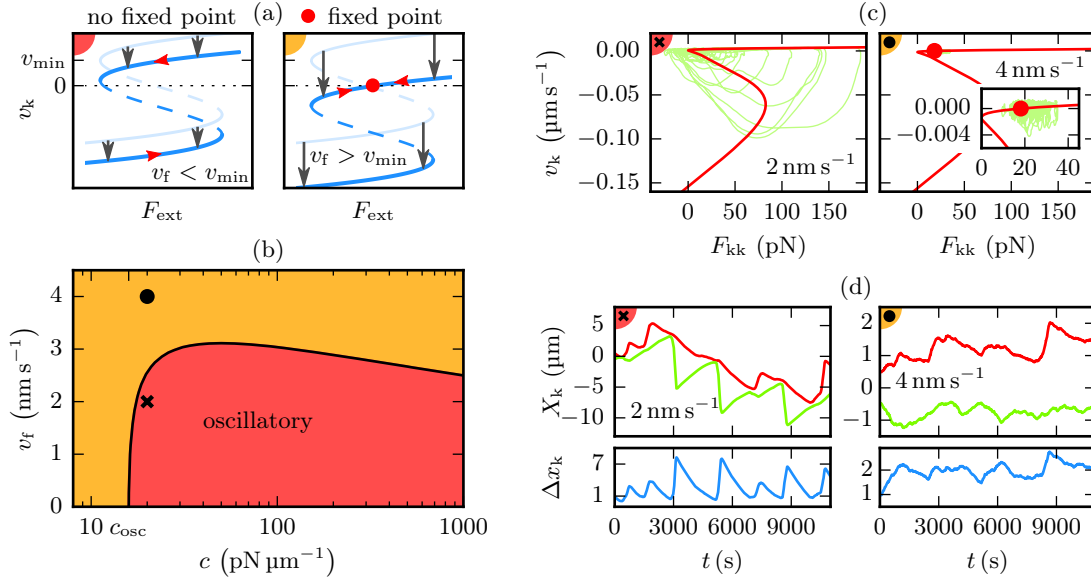 no fixed point (a) fixed point
v_min
0
v_k
v_f < v_min
v_f > v_min
F_ext
F_ext
(b)
4
3
2
1
0
v_f (nm s⁻¹)
oscillatory
10 c_osc 100 1000
c (pN µm⁻¹)
(c)
0.00
−0.05
−0.10
−0.15
v_k (µm s⁻¹)
2 nm s⁻¹
4 nm s⁻¹
0.000
−0.004
0 20 40
0 50 100 150
0 50 100 150
F_kk (pN)
F_kk (pN)
(d)
5
0
−5
−10
X_k (µm)
2 nm s⁻¹
2
1
0
−1
4 nm s⁻¹
7
1
Δx_k
2
1
0 3000 6000 9000
0 3000 6000 9000
t (s)
t (s)